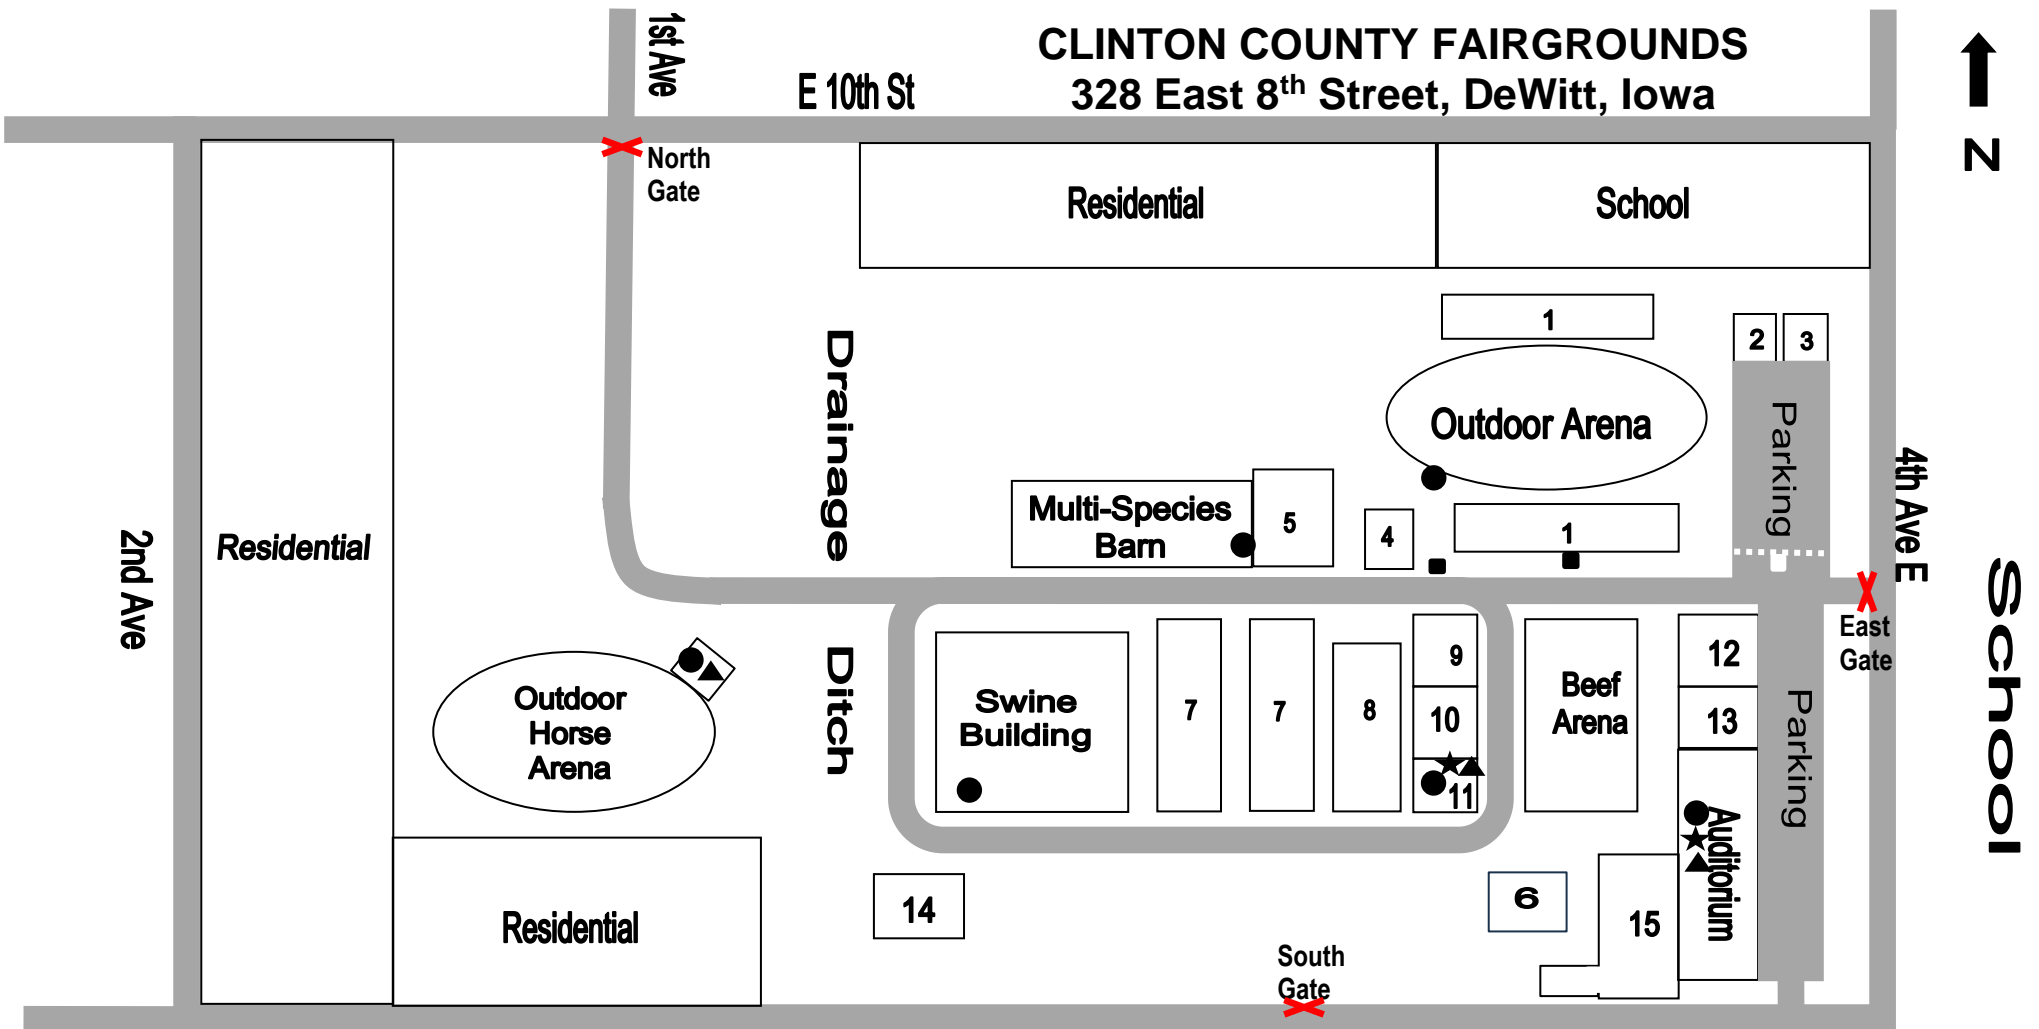 CLINTON COUNTY FAIRGROUNDS
328 East 8th Street, DeWitt, Iowa
1st Ave
E 10th St
N
North
Gate
Residential
School
1
2
3
Drainage
Outdoor Arena
Parking
4th Ave E
Multi-Species
Barn
5
4
1
2nd Ave
Residential
School
East
Gate
Outdoor
Horse
Arena
Ditch
Swine
Building
7
7
8
9
10
11
Beef
Arena
12
13
Parking
Auditorium
14
6
15
Residential
South
Gate